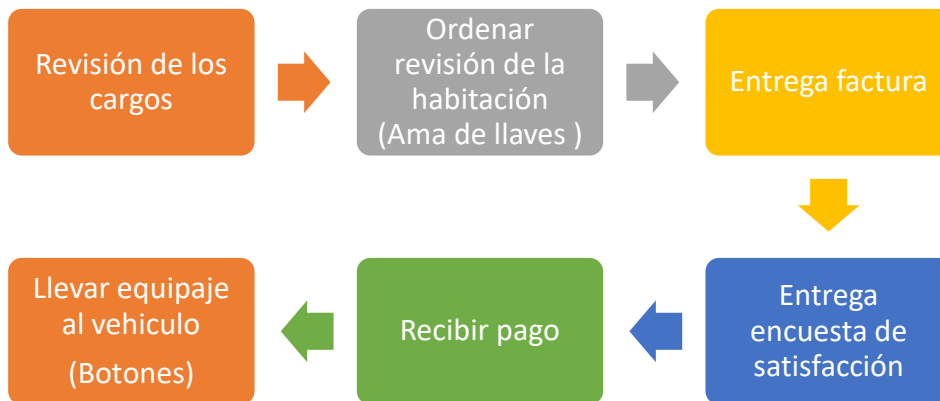 Revisión de los
cargos
Ordenar
revisión de la
habitación
(Ama de llaves )
Entrega factura
Entrega
encuesta de
satisfacción
Recibir pago
Llevar equipaje
al vehiculo
(Botones)